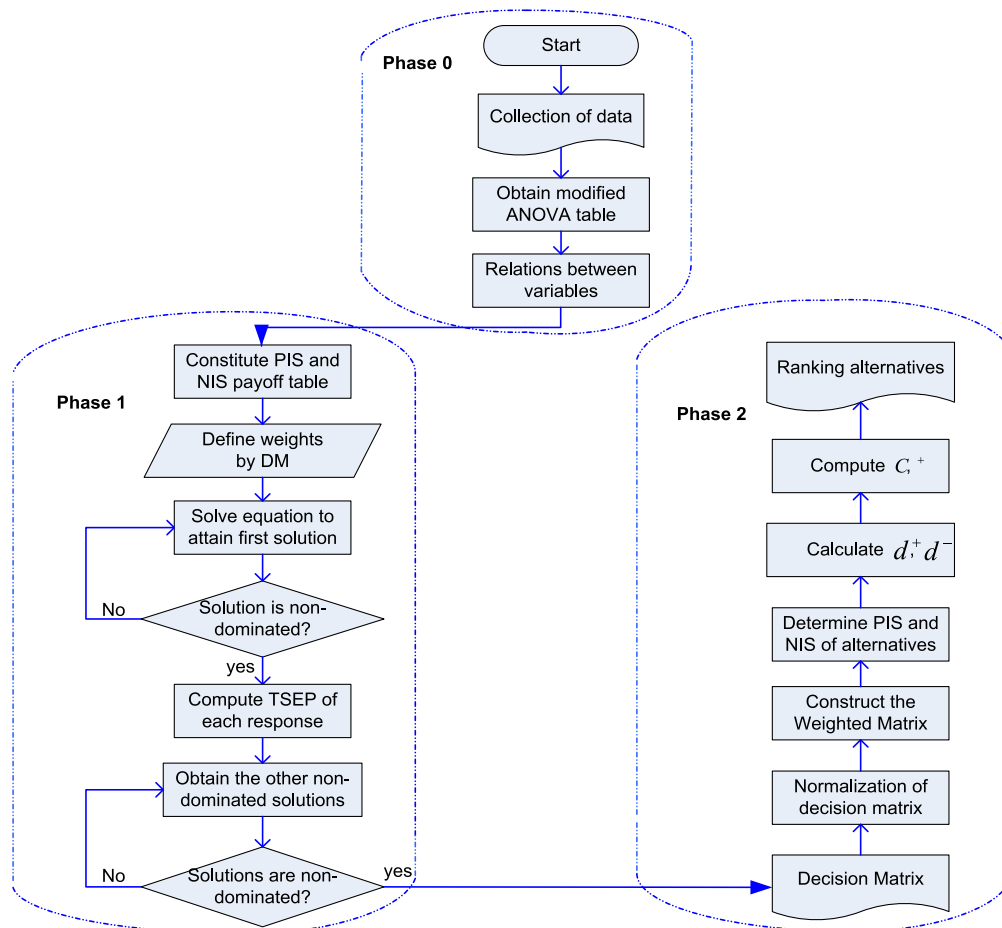 Phase 0
Start
Collection of data
Obtain modified
ANOVA table
Relations between
variables
Phase 1
Constitute PIS and
NIS payoff table
Define weights
by DM
Solve equation to
attain first solution
No
Solution is non-
dominated?
yes
Compute TSEP of
each response
Obtain the other non-
dominated solutions
No
Solutions are non-
dominated?
yes
Phase 2
Ranking alternatives
Compute C,+
Calculate d,+ d−
Determine PIS and
NIS of alternatives
Construct the
Weighted Matrix
Normalization of
decision matrix
Decision Matrix